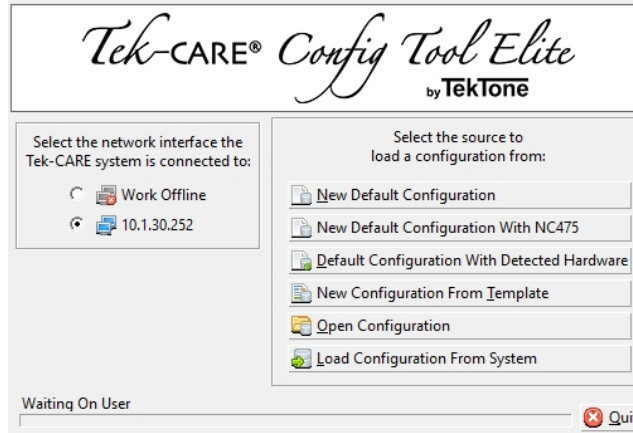 Tek-CARE® Config Tool Elite
by TekTone
Select the network interface the
Tek-CARE system is connected to:
Work Offline
10.1.30.252
Select the source to
load a configuration from:
New Default Configuration
New Default Configuration With NC475
Default Configuration With Detected Hardware
New Configuration From Template
Open Configuration
Load Configuration From System
Waiting On User
Qui